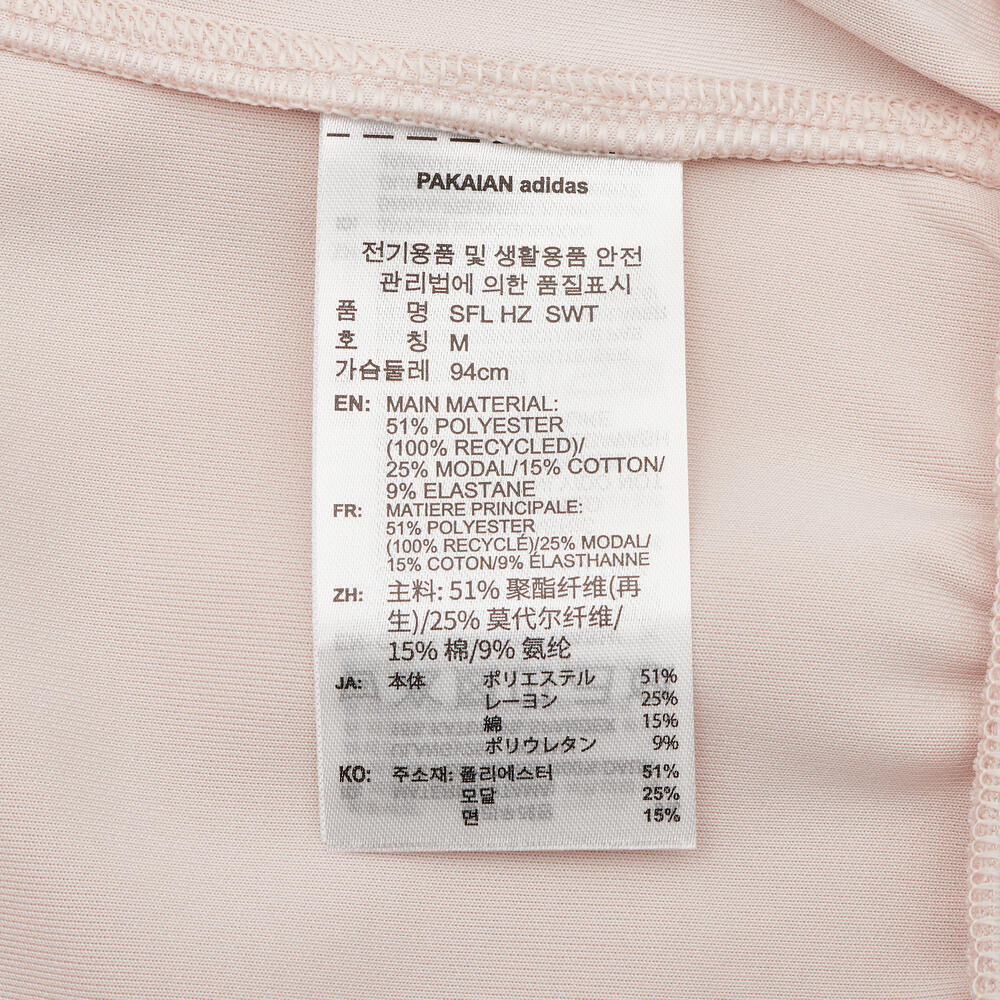 PAKAIAN adidas
전기용품 및 생활용품 안전
관리법에 의한 품질표시
품 명 SFL HZ SWT
호 칭 M
가슴둘레 94cm
EN: MAIN MATERIAL:
51% POLYESTER
(100% RECYCLED)/
25% MODAL/15% COTTON/
9% ELASTANE
FR: MATIERE PRINCIPALE:
51% POLYESTER
(100% RECYCLÉ)/25% MODAL/
15% COTON/9% ÉLASTHANNE
ZH: 主料: 51% 聚酯纤维(再
生)/25% 莫代尔纤维/
15% 棉/9% 氨纶
JA: 本体 ポリエステル 51%
レーヨン 25%
綿 15%
ポリウレタン 9%
KO: 주소재: 폴리에스터 51%
모달 25%
면 15%